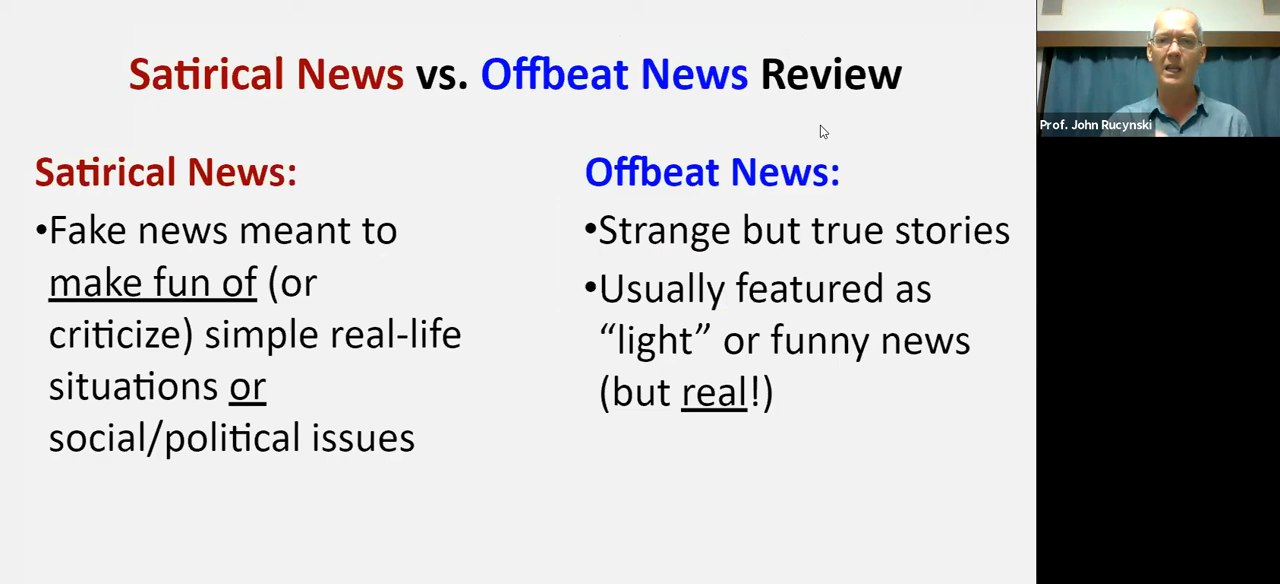 Satirical News vs. Offbeat News Review
Satirical News:
•Fake news meant to
make fun of (or
criticize) simple real-life
situations or
social/political issues
Offbeat News:
•Strange but true stories
•Usually featured as
“light” or funny news
(but real!)
Prof. John Rucynski